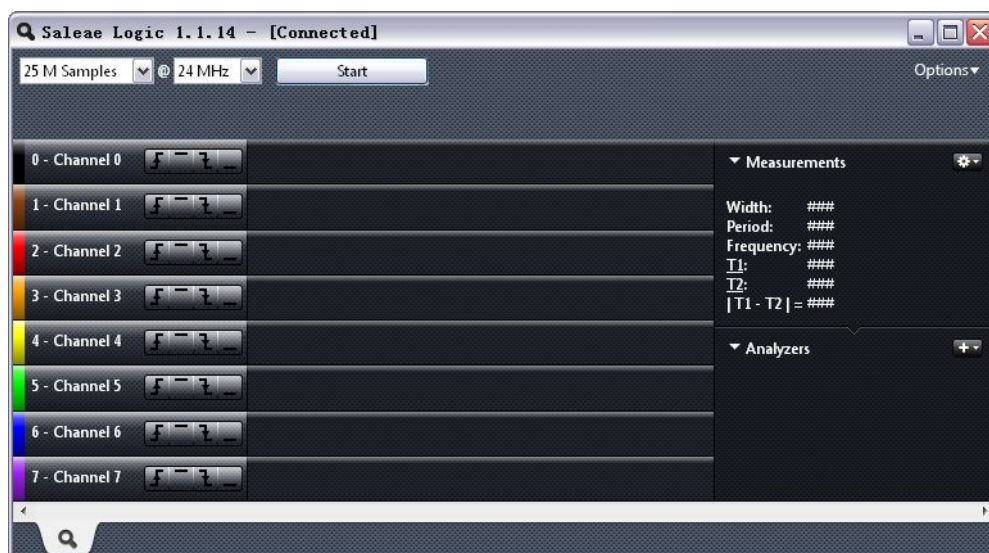 Saleae Logic 1.1.14 - [Connected]
25 M Samples @ 24 MHz Start Options
0 - Channel 0
1 - Channel 1
2 - Channel 2
3 - Channel 3
4 - Channel 4
5 - Channel 5
6 - Channel 6
7 - Channel 7
Measurements
Width: ###
Period: ###
Frequency: ###
T1: ###
T2: ###
| T1 - T2 | = ###
Analyzers